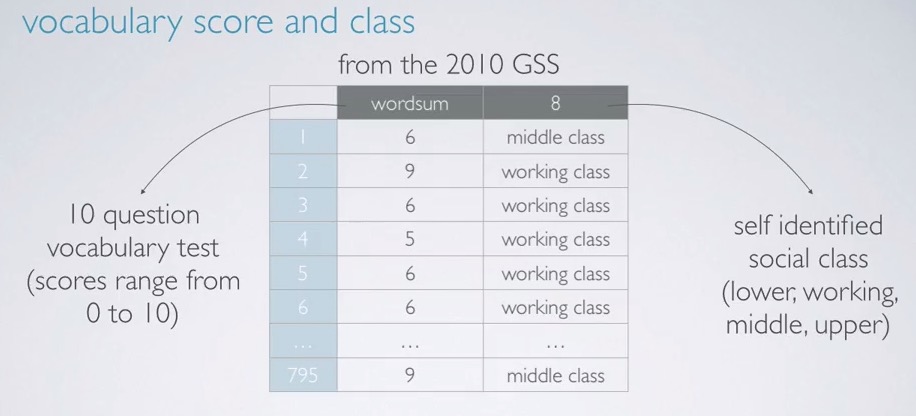 vocabulary score and class
from the 2010 GSS
wordsum 8
1 6 middle class
2 9 working class
3 6 working class
4 5 working class
5 6 working class
6 6 working class
... ... ...
795 9 middle class
10 question
vocabulary test
(scores range from
0 to 10)
self identified
social class
(lower, working,
middle, upper)